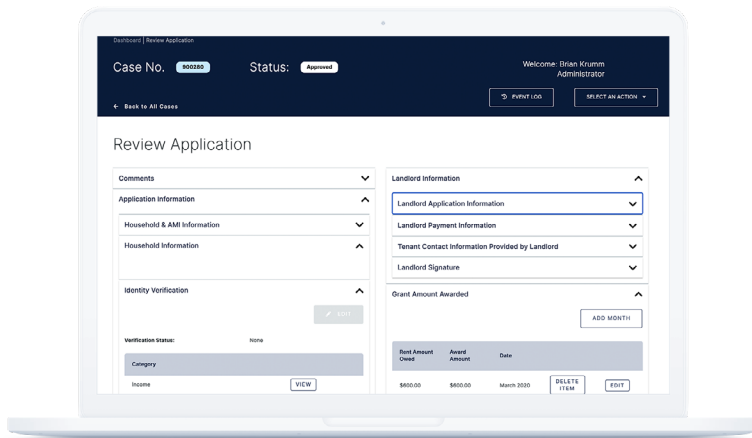 Dashboard | Review Application
Case No. 900280 Status: Approved
Welcome: Brian Krumm
Administrator
← Back to All Cases
EVENT LOG
SELECT AN ACTION
Review Application
Comments
Application Information
Household & AMI Information
Household Information
Identity Verification
EDIT
Verification Status: None
Category
Income VIEW
Landlord Information
Landlord Application Information
Landlord Payment Information
Tenant Contact Information Provided by Landlord
Landlord Signature
Grant Amount Awarded
ADD MONTH
Rent Amount Owed Award Amount Date
$600.00 $600.00 March 2020 DELETE ITEM EDIT